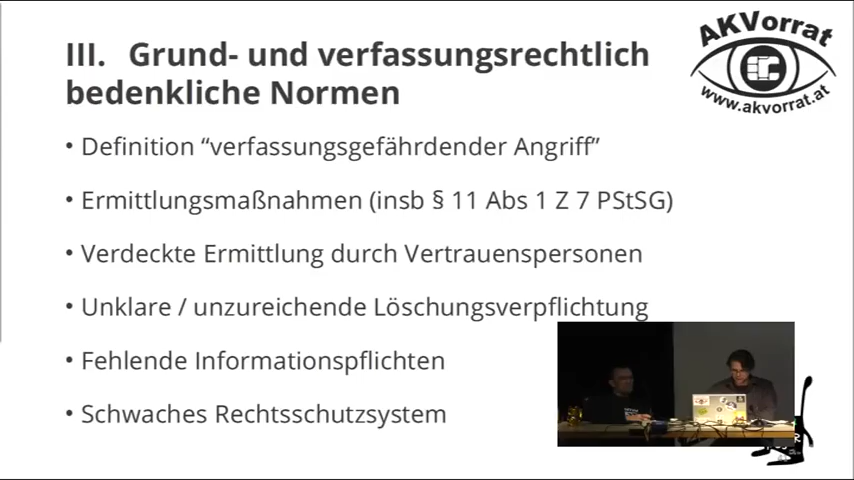 AKVorrat
www.akvorrat.at
III. Grund- und verfassungsrechtlich
bedenkliche Normen
• Definition “verfassungsgefährdender Angriff”
• Ermittlungsmaßnahmen (insb § 11 Abs 1 Z 7 PStSG)
• Verdeckte Ermittlung durch Vertrauenspersonen
• Unklare / unzureichende Löschungsverpflichtung
• Fehlende Informationspflichten
• Schwaches Rechtsschutzsystem